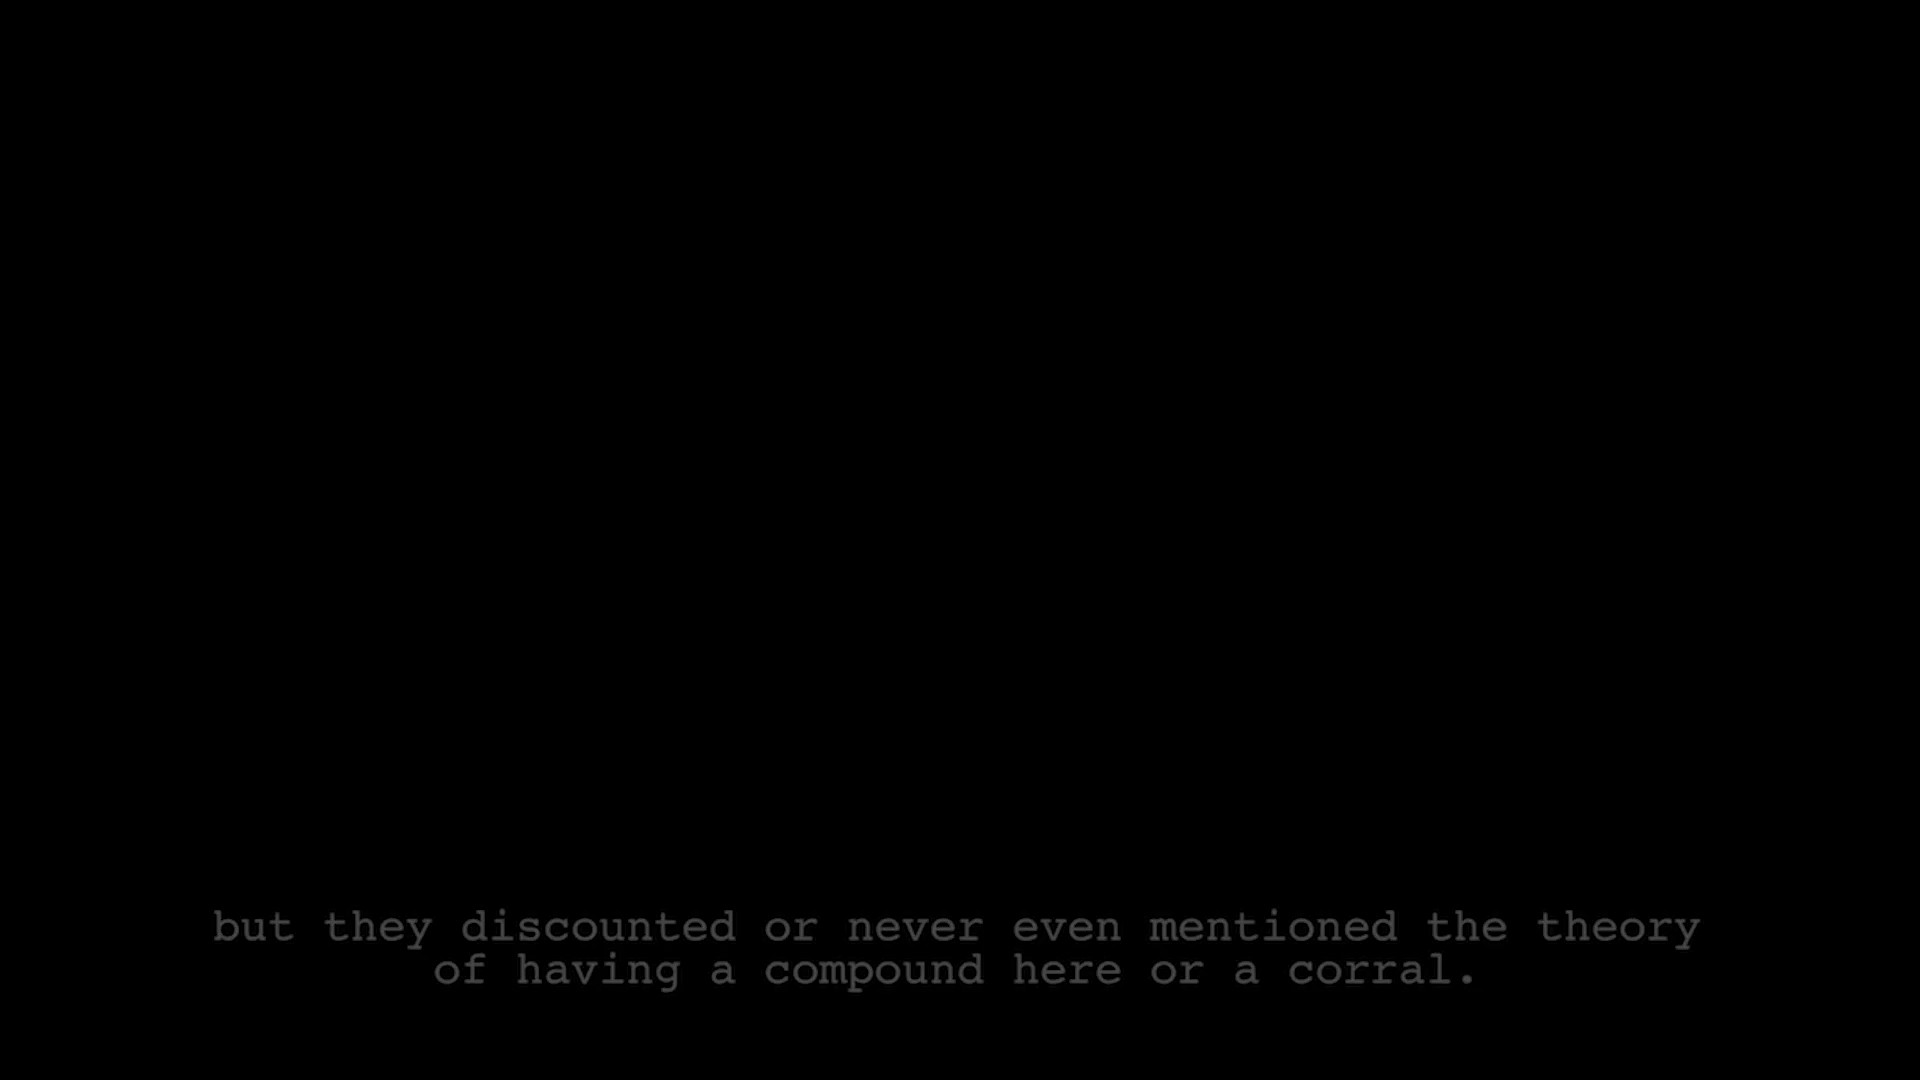 but they discounted or never even mentioned the theory
of having a compound here or a corral.